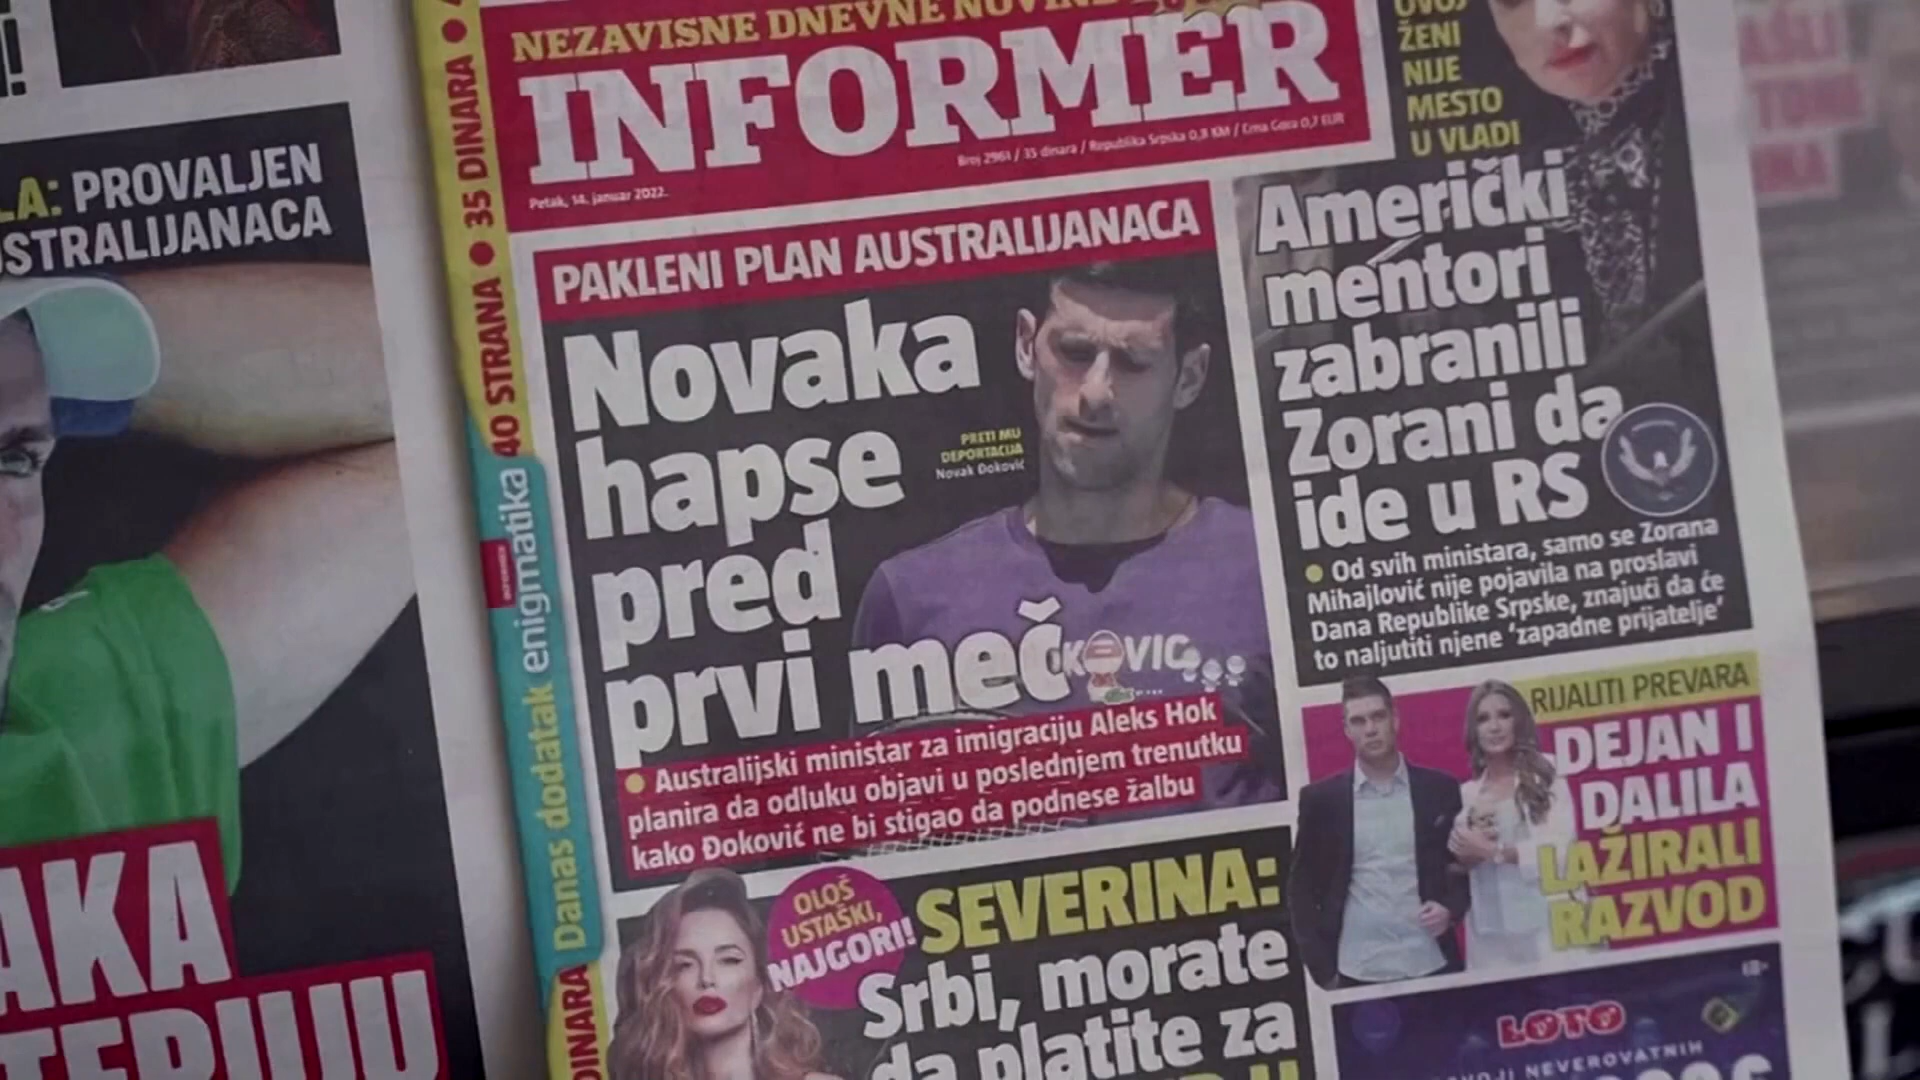 LA: PROVALJEN
STRALIJANACA
AKA
40 STRANA • 35 DINARA
Danas dodatak enigmatika
DINARA
NEZAVISNE DNEVNE NOVINE
INFORMER
Petak, 14. januar 2022.
Broj 2961 / 35 dinara / Republika Srpska 0,8 KM / Crna Gora 0,7 EUR
PAKLENI PLAN AUSTRALIJANACA
Novaka
hapse
pred
prvi meč
PRETI MU
DEPORTACIJA
Novak Đoković
• Australijski ministar za imigraciju Aleks Hok
planira da odluku objavi u poslednjem trenutku
kako Đoković ne bi stigao da podnese žalbu
OVOJ
ŽENI
NIJE
MESTO
U VLADI
Američki
mentori
zabranili
Zorani da
ide u RS
• Od svih ministara, samo se Zorana
Mihajlović nije pojavila na proslavi
Dana Republike Srpske, znajući da će
to naljutiti njene 'zapadne prijatelje'
RIJALITI PREVARA
DEJAN I
DALILA
LAŽIRALI
RAZVOD
OLOŠ
USTAŠKI,
NAJGORI!
SEVERINA:
Srbi, morate
da platite za
LOTO
NEVEROVATNIH